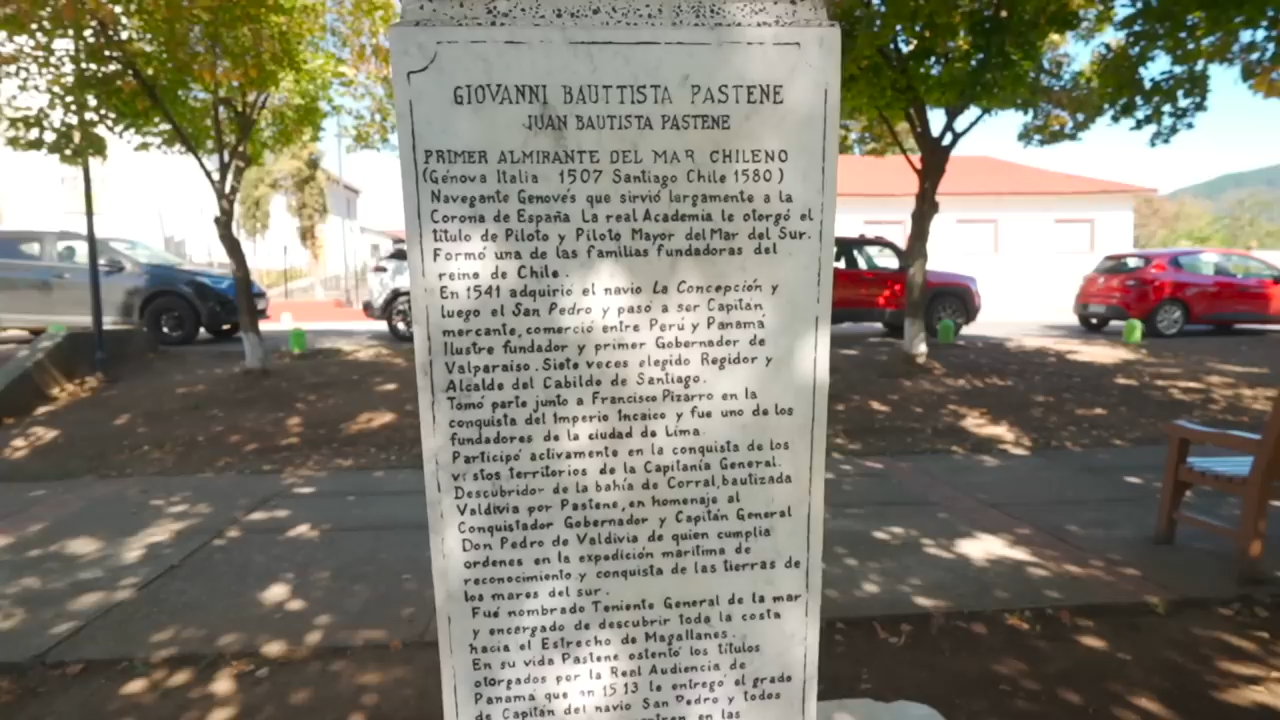 GIOVANNI BAUTTISTA PASTENE
JUAN BAUTISTA PASTENE
PRIMER ALMIRANTE DEL MAR CHILENO
(Génova Italia 1507 Santiago Chile 1580)
Navegante Genovés que sirvió largamente a la
Corona de España La real Academia le otorgó el
título de Piloto y Piloto Mayor del Mar del Sur.
Formó una de las familias fundadoras del
reino de Chile.
En 1541 adquirió el navio La Concepción y
luego el San Pedro y pasó a ser Capitán
mercante, comerció entre Perú y Panamá
Ilustre fundador y primer Gobernador de
Valparaiso. Siete veces elegido Regidor y
Alcalde del Cabildo de Santiago.
Tomó parte junto a Francisco Pizarro en la
conquista del Imperio Incaico y fue uno de los
fundadores de la ciudad de Lima.
Participó activamente en la conquista de los
v stos territorios de la Capitanía General.
Descubridor de la bahía de Corral, bautizada
Valdivia por Pastene, en homenaje al
Conquistador Gobernador y Capitán General
Don Pedro de Valdivia de quien cumplia
ordenes en la expedición maritima de
reconocimiento y conquista de las tierras de
los mares del sur.
Fué nombrado Teniente General de la mar
y encargado de descubrir toda la costa
hacia el Estrecho de Magallanes.
En su vida Pastene ostentó los títulos
otorgados por la Real Audiencia de
Panamá que en 1513 le entregó el grado
de Capitán del navio San Pedro y todos
en las